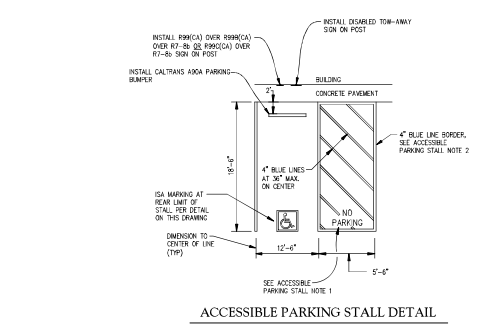 INSTALL R99(CA) OVER R99B(CA)
OVER R7-8b OR R99C(CA) OVER
R7-8b SIGN ON POST
INSTALL DISABLED TOW-AWAY
SIGN ON POST
INSTALL CALTRANS A90A PARKING
BUMPER
2'
BUILDING
CONCRETE PAVEMENT
4" BLUE LINE BORDER,
SEE ACCESSIBLE
PARKING STALL NOTE 2
18'-6"
4" BLUE LINES
AT 36" MAX.
ON CENTER
ISA MARKING AT
REAR LIMIT OF
STALL PER DETAIL
ON THIS DRAWING
NO
PARKING
DIMENSION TO
CENTER OF LINE
(TYP)
12'-6"
5'-6"
SEE ACCESSIBLE
PARKING STALL NOTE 1
ACCESSIBLE PARKING STALL DETAIL